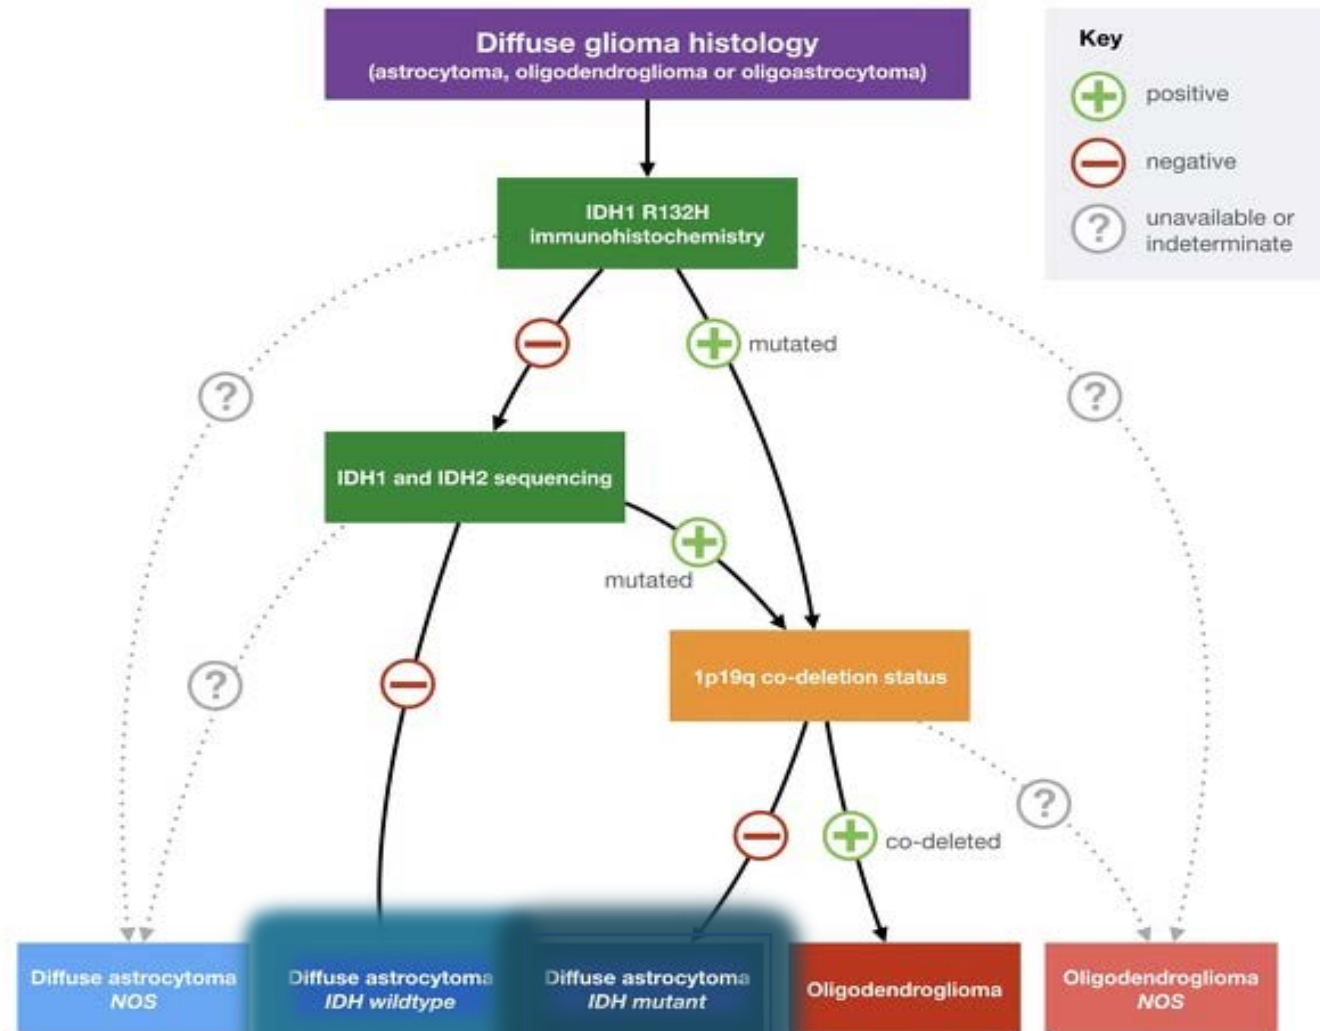 Diffuse glioma histology
(astrocytoma, oligodendroglioma or oligoastrocytoma)
Key
positive
negative
unavailable or
indeterminate
IDH1 R132H
immunohistochemistry
mutated
?
?
IDH1 and IDH2 sequencing
mutated
?
1p19q co-deletion status
?
co-deleted
Diffuse astrocytoma
NOS
Diffuse astrocytoma
IDH wildtype
Diffuse astrocytoma
IDH mutant
Oligodendroglioma
Oligodendroglioma
NOS